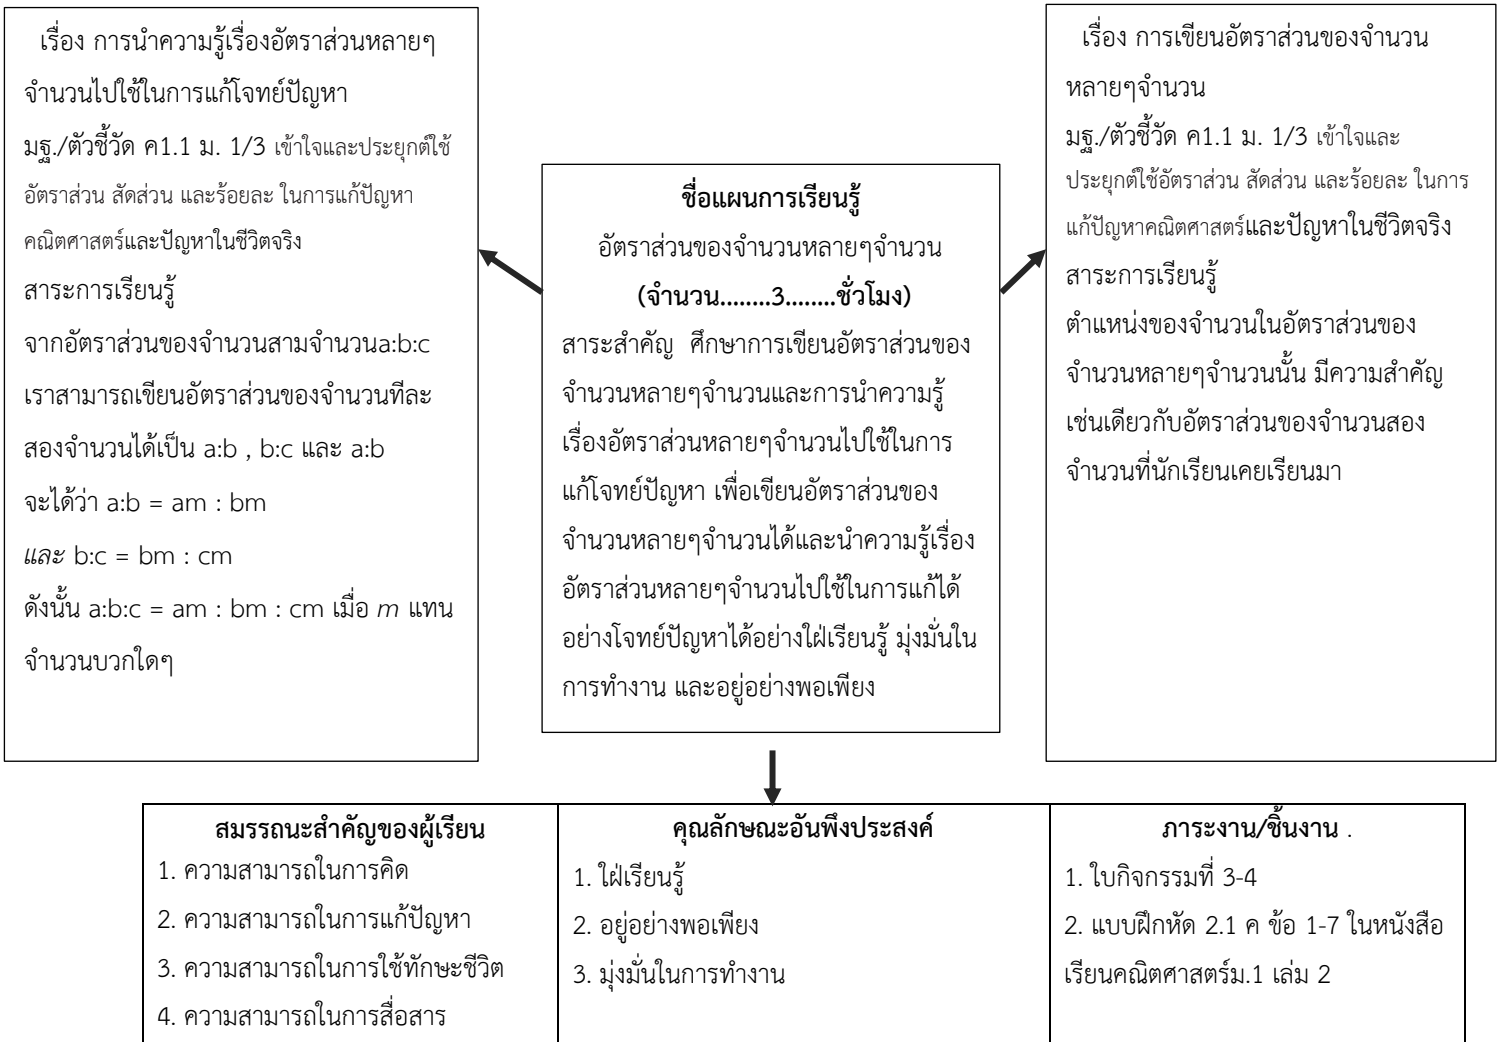 เรื่อง การนำความรู้เรื่องอัตราส่วนหลายๆ
จำนวนไปใช้ในการแก้โจทย์ปัญหา
มฐ./ตัวชี้วัด ค1.1 ม. 1/3 เข้าใจและประยุกต์ใช้
อัตราส่วน สัดส่วน และร้อยละ ในการแก้ปัญหา
คณิตศาสตร์และปัญหาในชีวิตจริง
สาระการเรียนรู้
จากอัตราส่วนของจำนวนสามจำนวนa:b:c
เราสามารถเขียนอัตราส่วนของจำนวนทีละ
สองจำนวนได้เป็น a:b , b:c และ a:b
จะได้ว่า a:b = am : bm
และ b:c = bm : cm
ดังนั้น a:b:c = am : bm : cm เมื่อ m แทน
จำนวนบวกใดๆ
ชื่อแผนการเรียนรู้
อัตราส่วนของจำนวนหลายๆจำนวน
(จำนวน........3........ชั่วโมง)
สาระสำคัญ ศึกษาการเขียนอัตราส่วนของ
จำนวนหลายๆจำนวนและการนำความรู้
เรื่องอัตราส่วนหลายๆจำนวนไปใช้ในการ
แก้โจทย์ปัญหา เพื่อเขียนอัตราส่วนของ
จำนวนหลายๆจำนวนได้และนำความรู้เรื่อง
อัตราส่วนหลายๆจำนวนไปใช้ในการแก้ได้
อย่างโจทย์ปัญหาได้อย่างใฝ่เรียนรู้ มุ่งมั่นใน
การทำงาน และอยู่อย่างพอเพียง
เรื่อง การเขียนอัตราส่วนของจำนวน
หลายๆจำนวน
มฐ./ตัวชี้วัด ค1.1 ม. 1/3 เข้าใจและ
ประยุกต์ใช้อัตราส่วน สัดส่วน และร้อยละ ในการ
แก้ปัญหาคณิตศาสตร์และปัญหาในชีวิตจริง
สาระการเรียนรู้
ตำแหน่งของจำนวนในอัตราส่วนของ
จำนวนหลายๆจำนวนนั้น มีความสำคัญ
เช่นเดียวกับอัตราส่วนของจำนวนสอง
จำนวนที่นักเรียนเคยเรียนมา
สมรรถนะสำคัญของผู้เรียน
1. ความสามารถในการคิด
2. ความสามารถในการแก้ปัญหา
3. ความสามารถในการใช้ทักษะชีวิต
4. ความสามารถในการสื่อสาร
คุณลักษณะอันพึงประสงค์
1. ใฝ่เรียนรู้
2. อยู่อย่างพอเพียง
3. มุ่งมั่นในการทำงาน
ภาระงาน/ชิ้นงาน .
1. ใบกิจกรรมที่ 3-4
2. แบบฝึกหัด 2.1 ค ข้อ 1-7 ในหนังสือ
เรียนคณิตศาสตร์ม.1 เล่ม 2